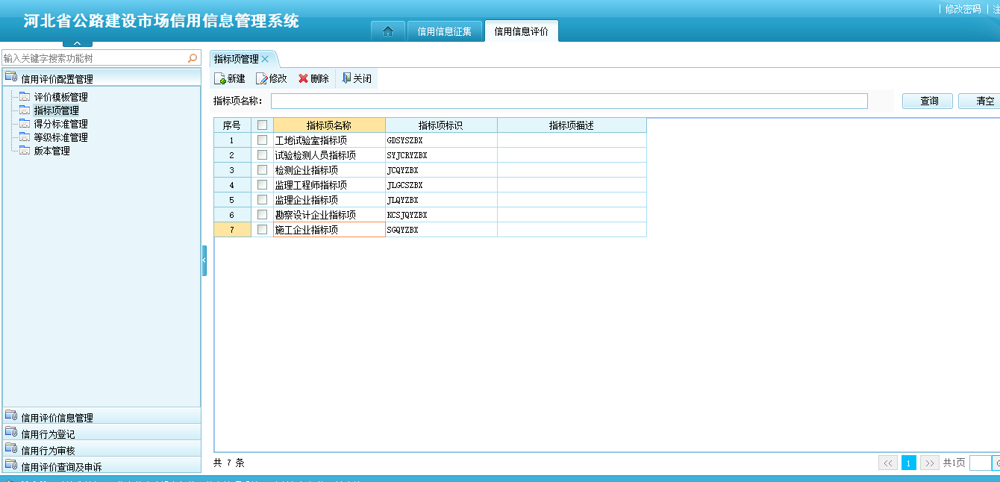 修改密码
河北省公路建设市场信用信息管理系统
信用信息征集
信用信息评价
输入关键字搜索功能树
信用评价配置管理
评价模板管理
指标项管理
得分标准管理
等级标准管理
版本管理
信用评价信息管理
信用行为登记
信用行为审核
信用评价查询及申诉
指标项管理
新建 修改 删除 关闭
指标项名称： 查询 清空
序号 指标项名称 指标项标识 指标项描述
1 工地试验室指标项 GDSYSZBX
2 试验检测人员指标项 SYJCRYZBX
3 检测企业指标项 JCQYZBX
4 监理工程师指标项 JLGCSZBX
5 监理企业指标项 JLQYZBX
6 勘察设计企业指标项 KCSJQYZBX
7 施工企业指标项 SGQYZBX
共 7 条 << 1 >> 共1页